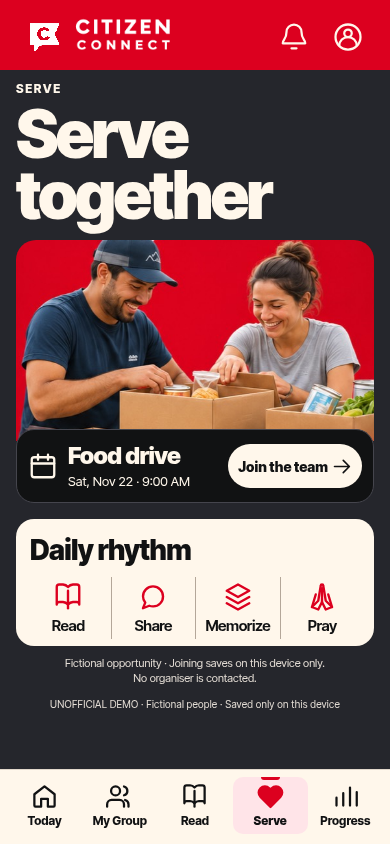 CITIZEN
CONNECT
SERVE
Serve
together
Food drive
Sat, Nov 22 · 9:00 AM
Join the team →
Daily rhythm
Read
Share
Memorize
Pray
Fictional opportunity · Joining saves on this device only.
No organiser is contacted.
UNOFFICIAL DEMO · Fictional people · Saved only on this device
Today
My Group
Read
Serve
Progress